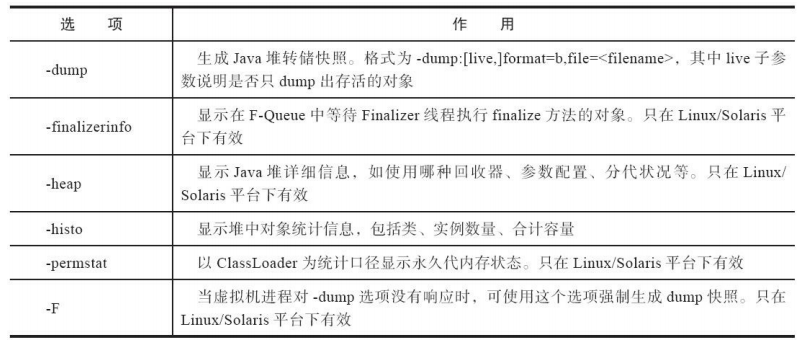 选 项 作 用
-dump 生成 Java 堆转储快照。格式为 -dump:[live,]format=b,file=<filename>，其中 live 子参
数说明是否只 dump 出存活的对象
-finalizerinfo 显示在 F-Queue 中等待 Finalizer 线程执行 finalize 方法的对象。只在 Linux/Solaris 平
台下有效
-heap 显示 Java 堆详细信息，如使用哪种回收器、参数配置、分代状况等。只在 Linux/
Solaris 平台下有效
-histo 显示堆中对象统计信息，包括类、实例数量、合计容量
-permstat 以 ClassLoader 为统计口径显示永久代内存状态。只在 Linux/Solaris 平台下有效
-F 当虚拟机进程对 -dump 选项没有响应时，可使用这个选项强制生成 dump 快照。只在
Linux/Solaris 平台下有效